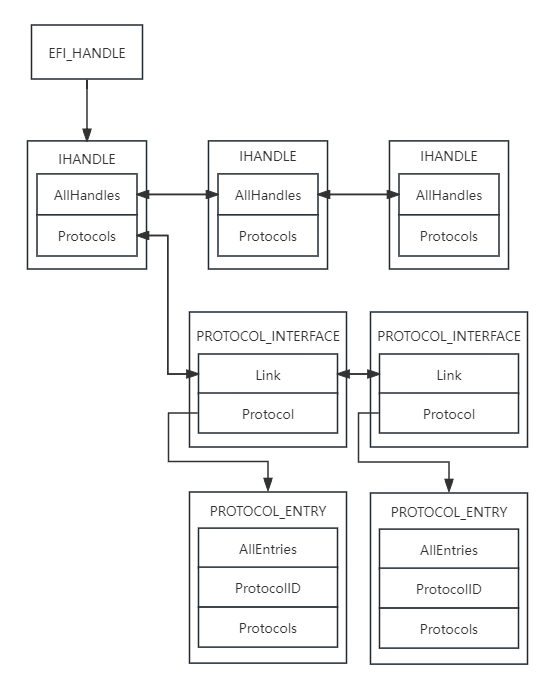 EFI_HANDLE
IHANDLE
AllHandles
Protocols
IHANDLE
AllHandles
Protocols
IHANDLE
AllHandles
Protocols
PROTOCOL_INTERFACE
Link
Protocol
PROTOCOL_INTERFACE
Link
Protocol
PROTOCOL_ENTRY
AllEntries
ProtocolID
Protocols
PROTOCOL_ENTRY
AllEntries
ProtocolID
Protocols